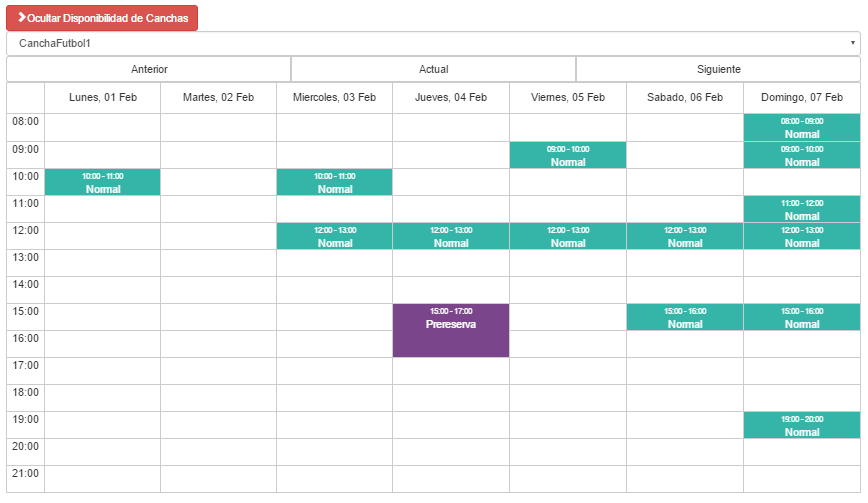 Ocultar Disponibilidad de Canchas
CanchaFutbol1
Anterior Actual Siguiente
Lunes, 01 Feb Martes, 02 Feb Miercoles, 03 Feb Jueves, 04 Feb Viernes, 05 Feb Sabado, 06 Feb Domingo, 07 Feb
08:00 08:00 - 09:00
Normal
09:00 09:00 - 10:00 09:00 - 10:00
Normal Normal
10:00 10:00 - 11:00 10:00 - 11:00
Normal Normal
11:00 11:00 - 12:00
Normal
12:00 12:00 - 13:00 12:00 - 13:00 12:00 - 13:00 12:00 - 13:00 12:00 - 13:00
Normal Normal Normal Normal Normal
13:00
14:00
15:00 15:00 - 17:00 15:00 - 16:00 15:00 - 16:00
Prereserva Normal Normal
16:00
17:00
18:00
19:00 19:00 - 20:00
Normal
20:00
21:00